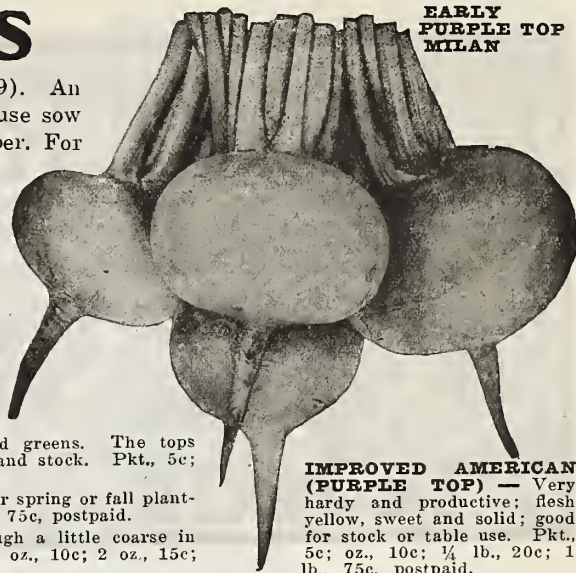 S
EARLY
PURPLE TOP
MILAN
9). An
use sow
er. For
d greens. The tops
and stock. Pkt., 5c;
r spring or fall plant-
75c, postpaid.
gh a little coarse in
oz., 10c; 2 oz., 15c;
IMPROVED AMERICAN
(PURPLE TOP) — Very
hardy and productive; flesh
yellow, sweet and solid; good
for stock or table use. Pkt.,
5c; oz., 10c; ¼ lb., 20c; 1
lb., 75c, postpaid.